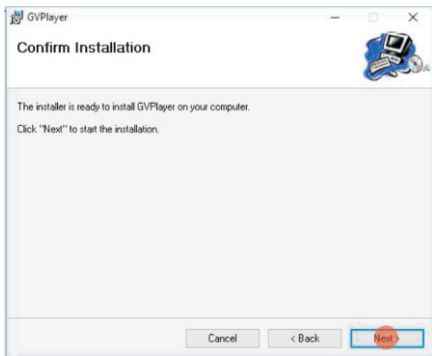 GVPlayer
Confirm Installation
The installer is ready to install GVPlayer on your computer.
Click "Next" to start the installation.
Cancel
< Back
Next >